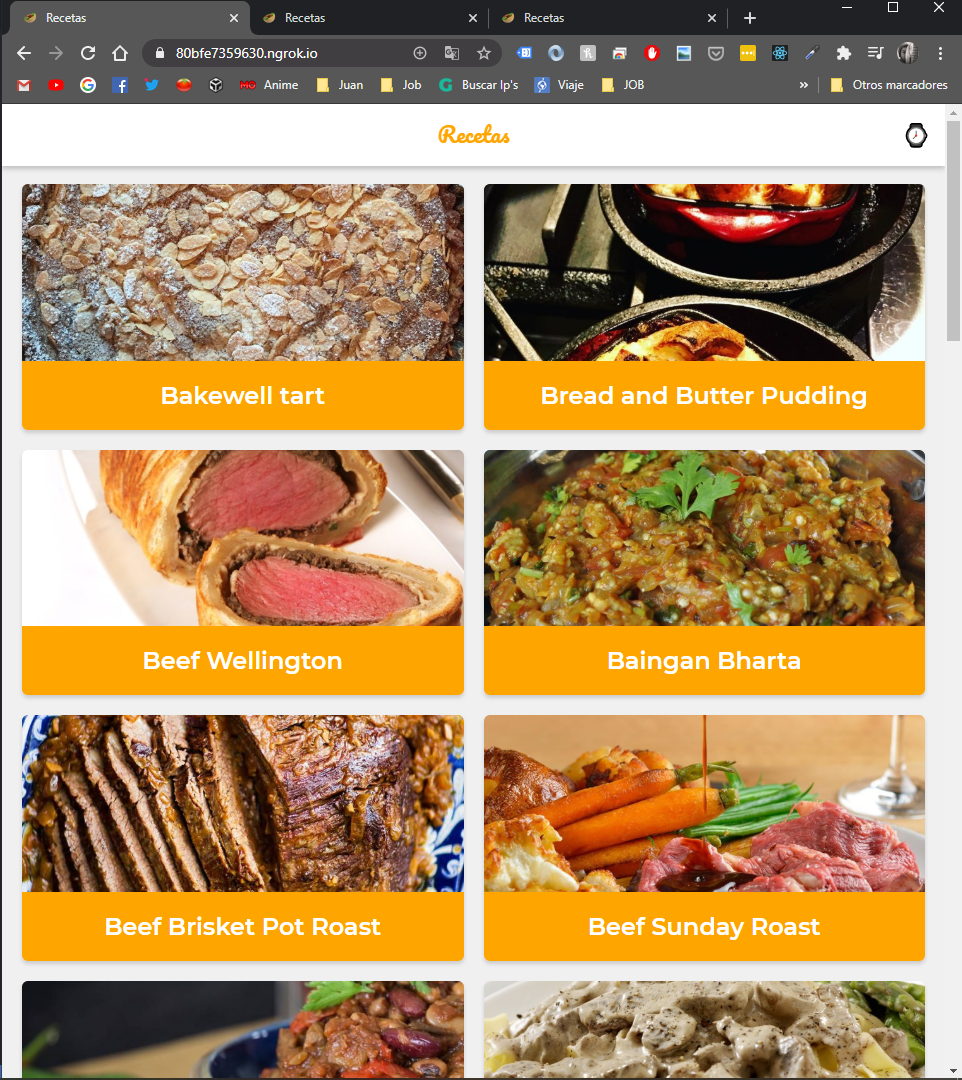 Recetas
Recetas
Recetas
80bfe7359630.ngrok.io
Anime
Juan
Job
Buscar Ip's
Viaje
JOB
»
Otros marcadores
Recetas
Bakewell tart
Bread and Butter Pudding
Beef Wellington
Baingan Bharta
Beef Brisket Pot Roast
Beef Sunday Roast